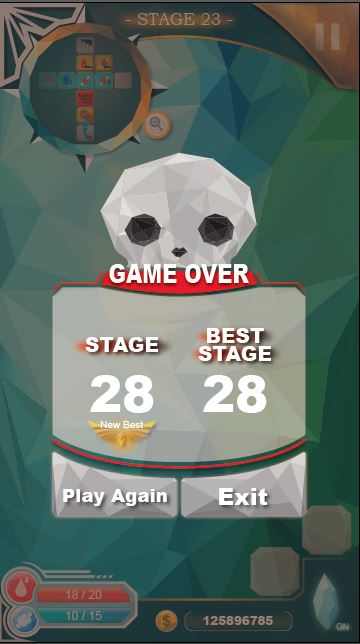 - STAGE 23 -
GAME OVER
STAGE
BEST
STAGE
28
28
New Best
Play Again
Exit
18 / 20
10 / 15
$
125896785
ON